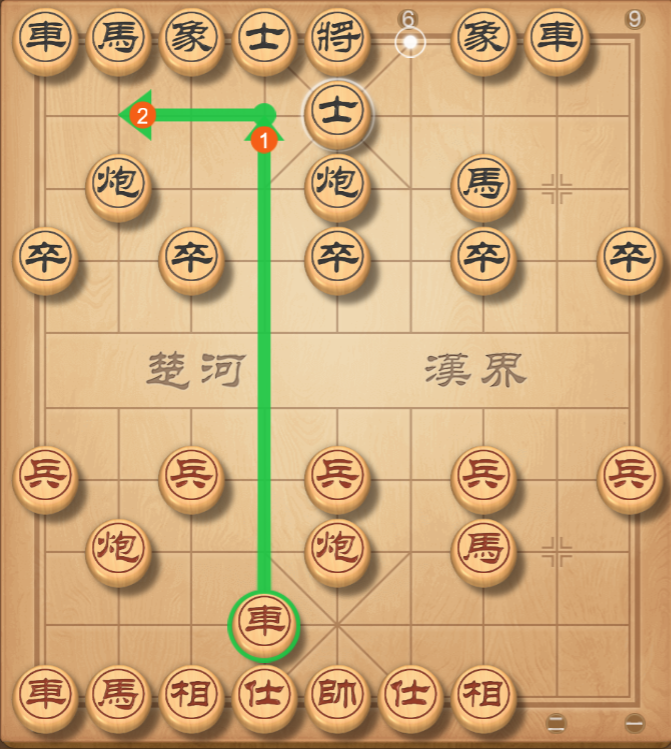 6 9
車 馬 象 士 將 象 車
2 1 士
炮 炮 馬
卒 卒 卒 卒 卒
楚河 漢界
兵 兵 兵 兵 兵
炮 炮 馬
車
車 馬 相 仕 帥 仕 相
二 一